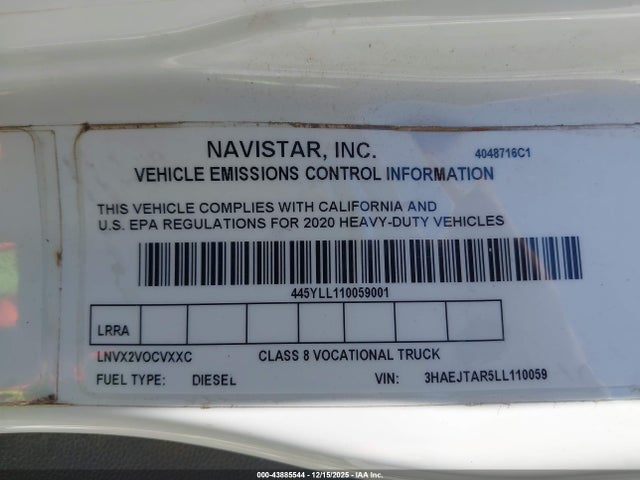 NAVISTAR, INC.
4048716C1
VEHICLE EMISSIONS CONTROL INFORMATION
THIS VEHICLE COMPLIES WITH CALIFORNIA AND
U.S. EPA REGULATIONS FOR 2020 HEAVY-DUTY VEHICLES
445YLL110059001
LRRA
LNVX2VOCVXXC CLASS 8 VOCATIONAL TRUCK
FUEL TYPE: DIESEL VIN: 3HAEJTAR5LL110059
000-43885544 - 12/15/2025 - IAA Inc.